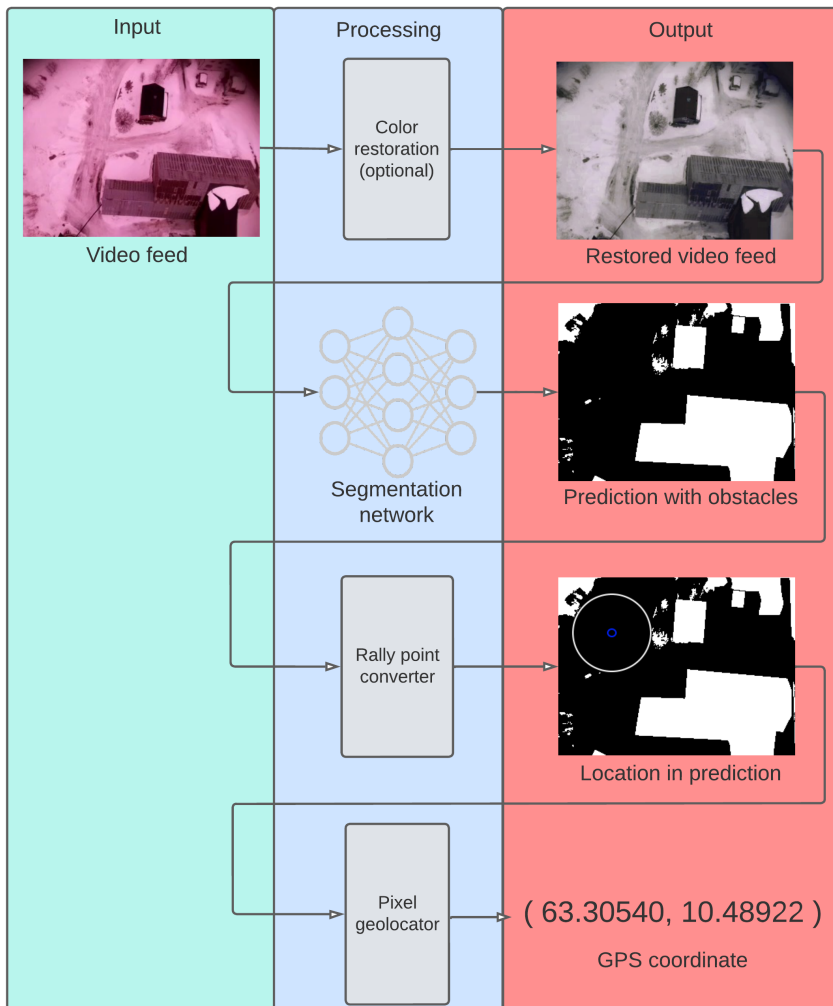 Input
Processing
Output
Color
restoration
(optional)
Video feed
Restored video feed
Segmentation
network
Prediction with obstacles
Rally point
converter
Location in prediction
Pixel
geolocator
( 63.30540, 10.48922 )
GPS coordinate